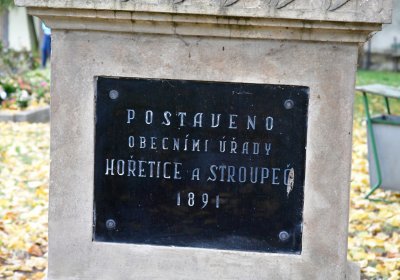 POSTAVENO
OBECNÍMI ÚŘADY
HOŘETICE A STROUPEČ
1891